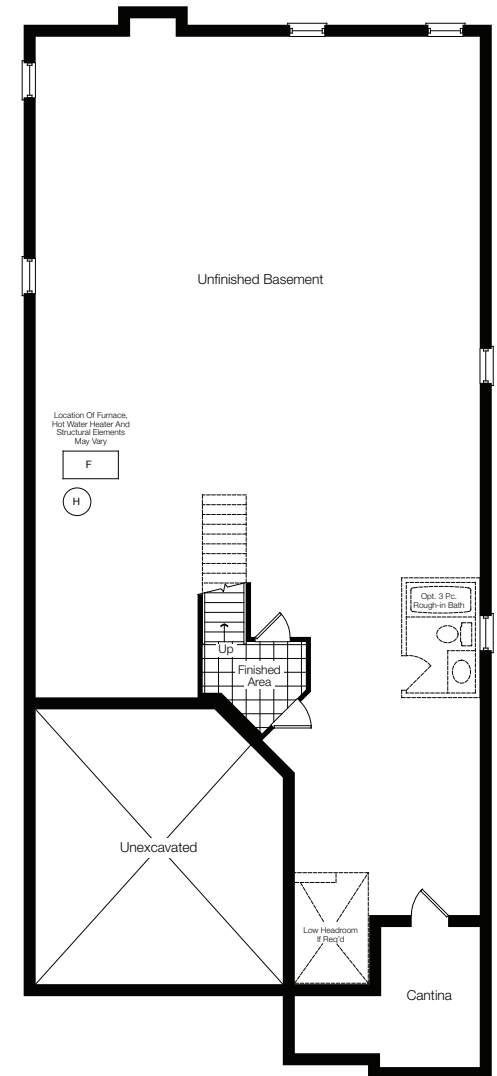 Unfinished Basement
Location Of Furnace,
Hot Water Heater And
Structural Elements
May Vary
F
H
Opt. 3 Pc.
Rough-in Bath
Up
Finished
Area
Unexcavated
Low Headroom
If Req'd
Cantina